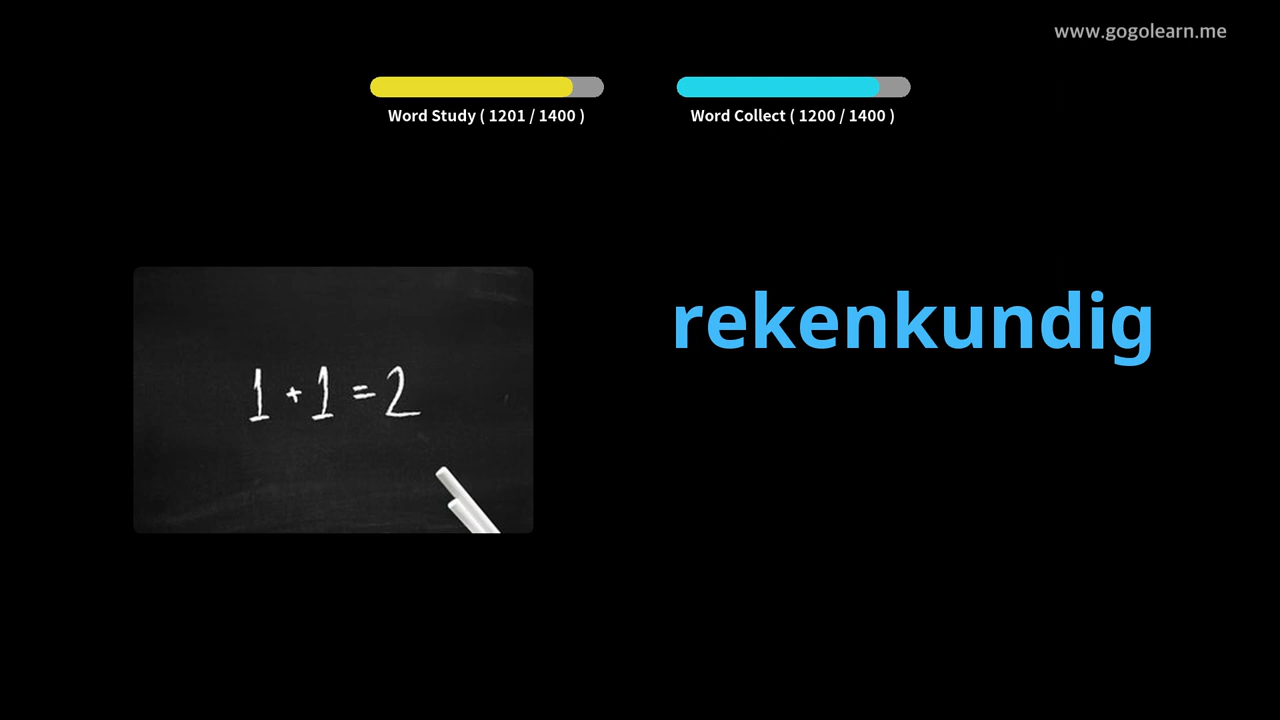 www.gogolearn.me
Word Study ( 1201 / 1400 )
Word Collect ( 1200 / 1400 )
rekenkundig
1 + 1 = 2